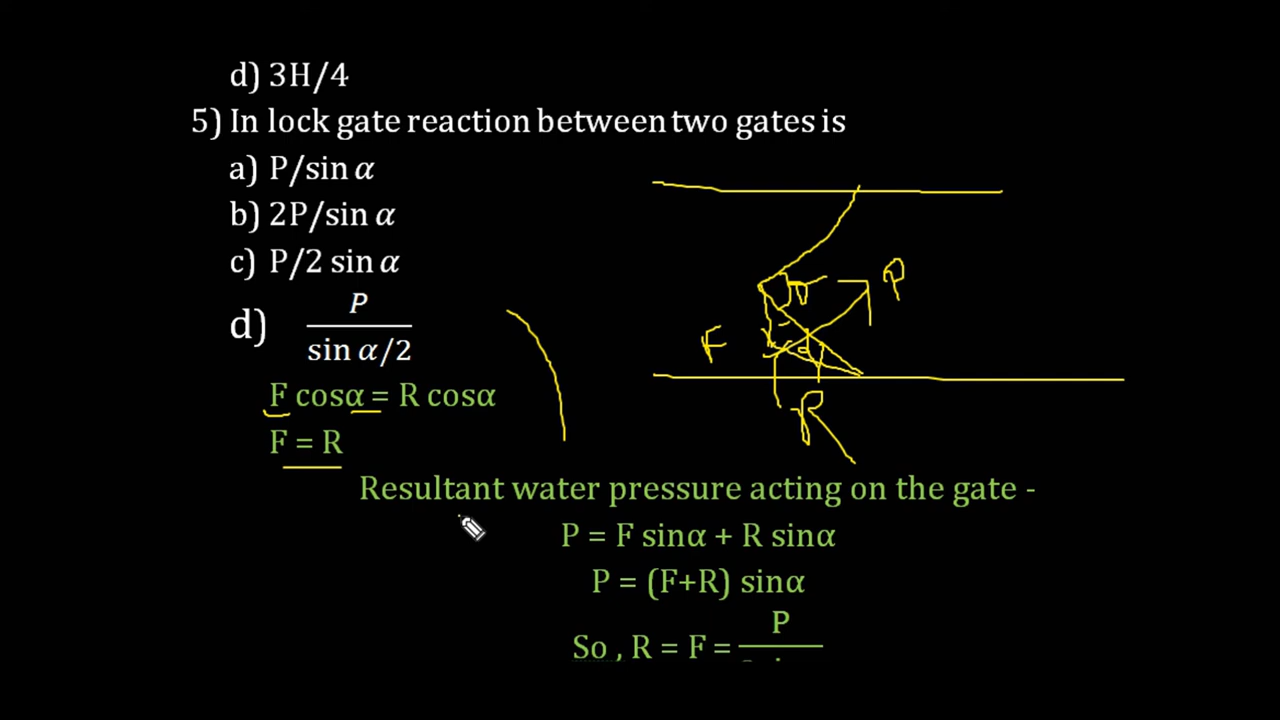 d) 3H/4
5) In lock gate reaction between two gates is
a) P/sin α
b) 2P/sin α
c) P/2 sin α
d) P / sin α/2
F cosα = R cosα
F = R
P
F
R
Resultant water pressure acting on the gate -
P = F sinα + R sinα
P = (F+R) sinα
So , R = F = P